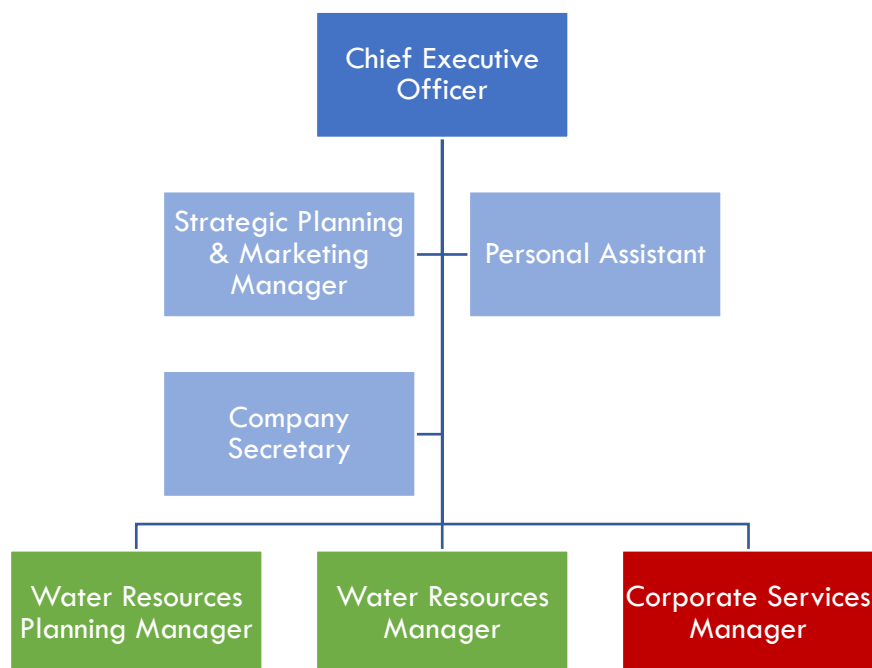 Chief Executive
Officer
Strategic Planning
& Marketing
Manager
Personal Assistant
Company
Secretary
Water Resources
Planning Manager
Water Resources
Manager
Corporate Services
Manager